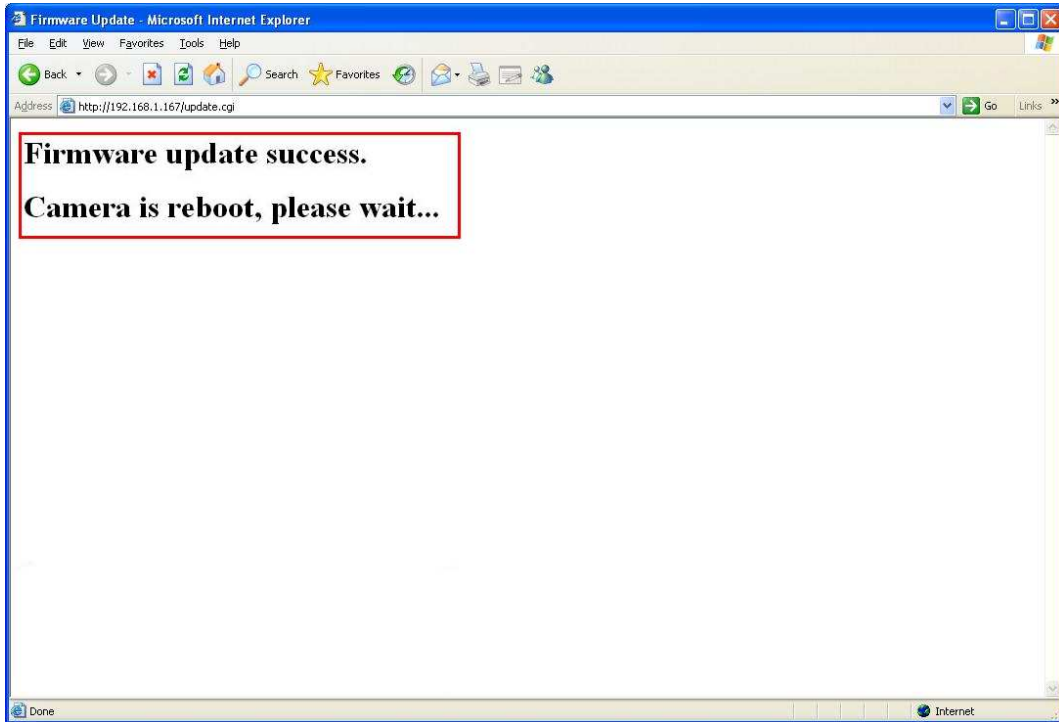 Firmware Update - Microsoft Internet Explorer
File Edit View Favorites Tools Help
Back Search Favorites
Address http://192.168.1.167/update.cgi Go Links »
Firmware update success.
Camera is reboot, please wait...
Done Internet